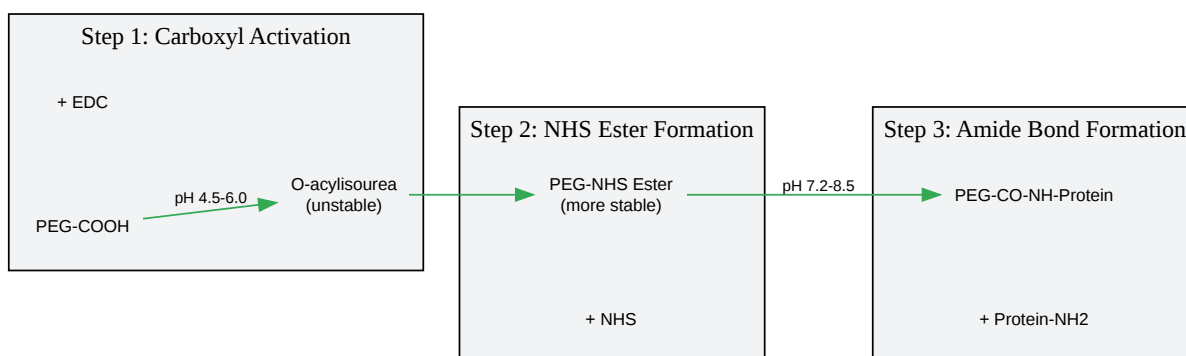 Step 1: Carboxyl Activation
+ EDC
pH 4.5-6.0
O-acylisourea
(unstable)
PEG-COOH
Step 2: NHS Ester Formation
PEG-NHS Ester
(more stable)
+ NHS
pH 7.2-8.5
Step 3: Amide Bond Formation
PEG-CO-NH-Protein
+ Protein-NH2